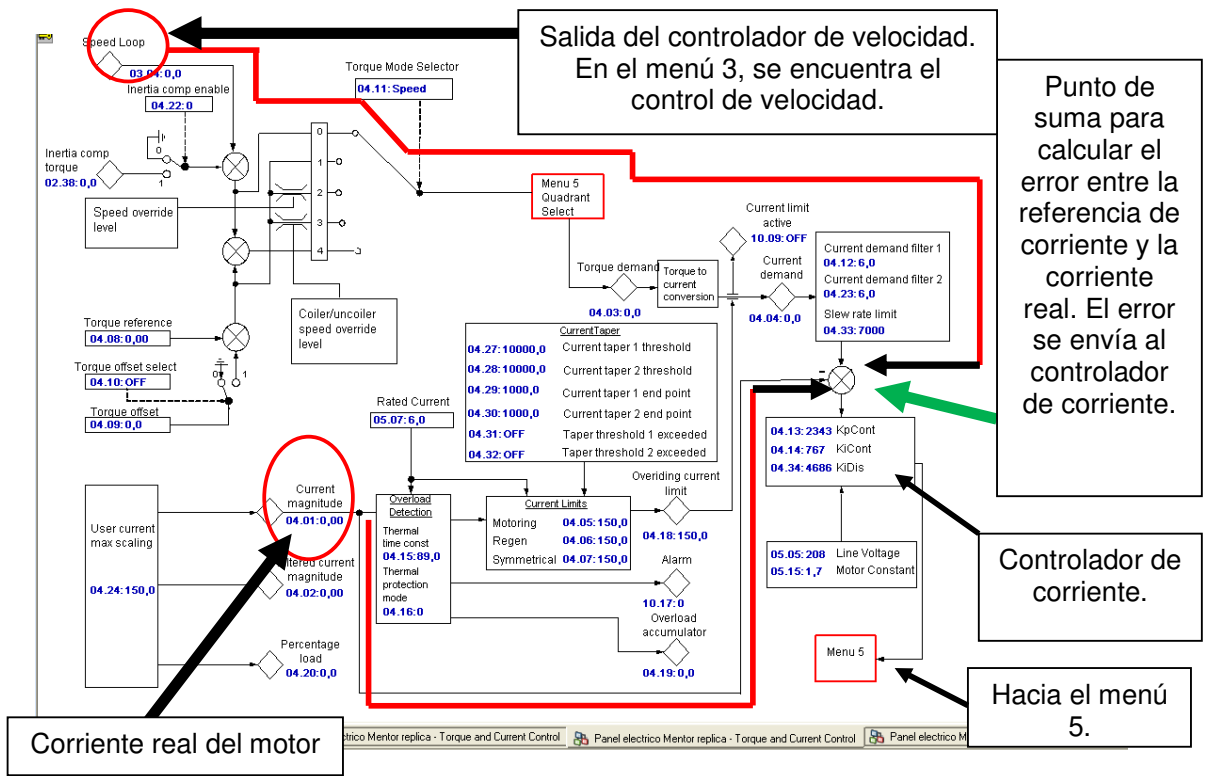 Salida del controlador de velocidad.
En el menú 3, se encuentra el
control de velocidad.
Punto de
suma para
calcular el
error entre la
referencia de
corriente y la
corriente
real. El error
se envía al
controlador
de corriente.
Speed Loop
03.04:0,0
Inertia comp enable
04.22:0
Torque Mode Selector
04.11:Speed
Inertia comp
torque
02.38:0,0
0
1
Speed override
level
0
1
2
3
4
Menu 5
Quadrant
Select
Current limit
active
10.09:OFF
Torque demand
04.03:0,0
Torque to
current
conversion
Current
demand
04.04:0,0
Current demand filter 1
04.12:6,0
Current demand filter 2
04.23:6,0
Slew rate limit
04.33:7000
Coiler/uncoiler
speed override
level
Torque reference
04.08:0,00
Torque offset select
04.10:OFF
0
1
Torque offset
04.09:0,0
CurrentTaper
04.27:10000,0 Current taper 1 threshold
04.28:10000,0 Current taper 2 threshold
04.29:1000,0 Current taper 1 end point
04.30:1000,0 Current taper 2 end point
04.31:OFF Taper threshold 1 exceeded
04.32:OFF Taper threshold 2 exceeded
Rated Current
05.07:6,0
-
04.13:2343 KpCont
04.14:767 KiCont
04.34:4686 KiDis
User current
max scaling
04.24:150,0
Current
magnitude
04.01:0,00
magnitude
04.02:0,00
Percentage
load
04.20:0,0
Overload
Detection
Thermal
time const
04.15:89,0
Thermal
protection
mode
04.16:0
Current Limits
Motoring 04.05:150,0
Regen 04.06:150,0
Symmetrical 04.07:150,0
Overiding current
limit
04.18:150,0
Alarm
10.17:0
Overload
accumulator
04.19:0,0
05.05:208 Line Voltage
05.15:1,7 Motor Constant
Controlador de
corriente.
Menu 5
Hacia el menú
5.
Corriente real del motor
Mentor replica - Torque and Current Control
Panel electrico Mentor replica - Torque and Current Control
Panel electrico